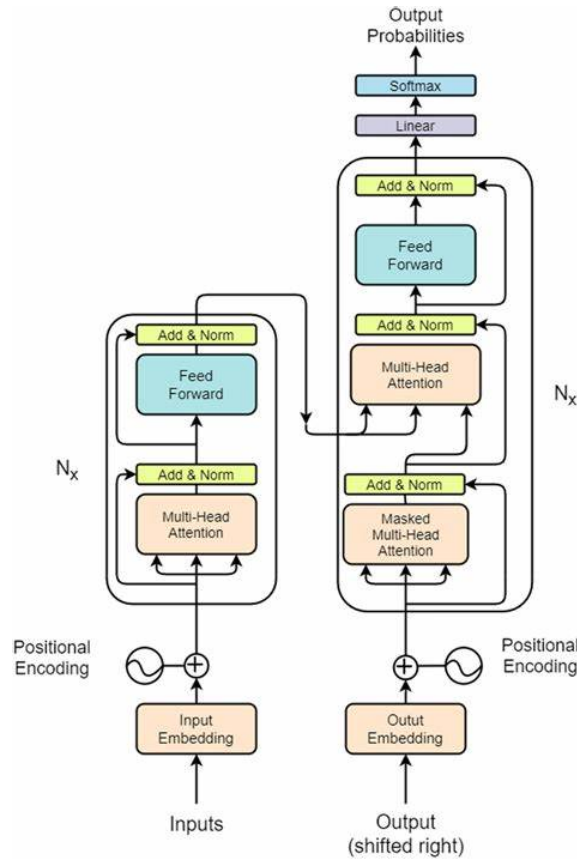 Output
Probabilities
Softmax
Linear
Add & Norm
Feed
Forward
Add & Norm
Multi-Head
Attention
Nx
Add & Norm
Masked
Multi-Head
Attention
Add & Norm
Feed
Forward
Nx
Add & Norm
Multi-Head
Attention
Positional
Encoding
Positional
Encoding
Input
Embedding
Outut
Embedding
Inputs
Output
(shifted right)